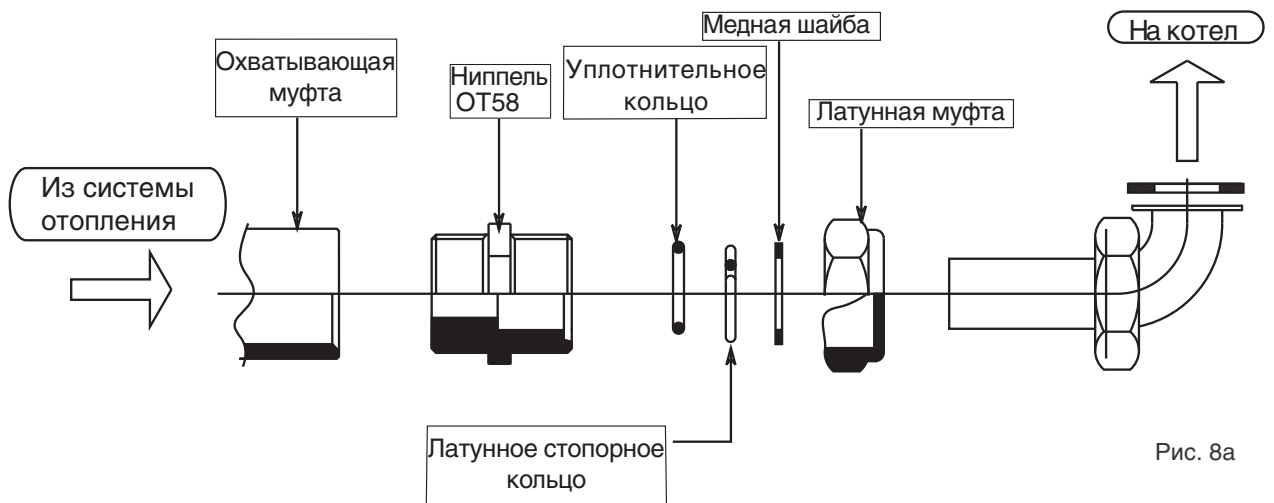 Медная шайба
На котел
Охватывающая
муфта
Ниппель
ОТ58
Уплотнительное
кольцо
Латунная муфта
Из системы
отопления
Латунное стопорное
кольцо
Рис. 8а